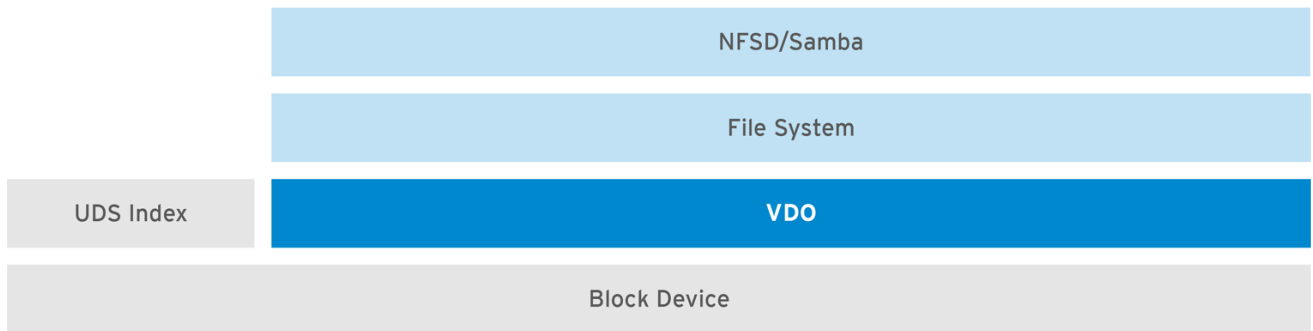 NFSD/Samba
File System
UDS Index
VDO
Block Device